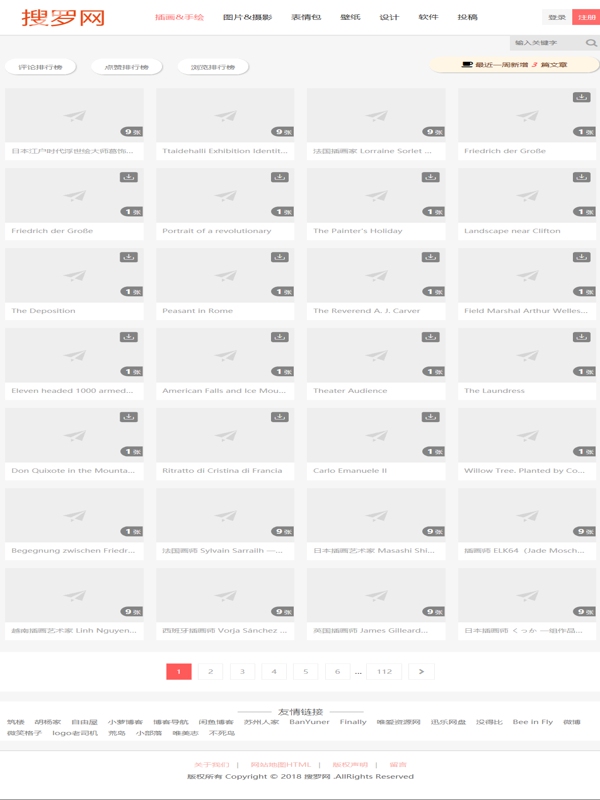 搜罗网
插画&手绘 图片&摄影 表情包 壁纸 设计 软件 投稿 登录 注册
输入关键字
评论排行榜 点赞排行榜 浏览排行榜 最近一周新增 3 篇文章
9 张 9 张 9 张 1 张
日本江户时代浮世绘大师葛饰... Ttaidehalli Exhibition Identit... 法国插画家 Lorraine Sorlet ... Friedrich der Große
1 张 1 张 1 张 1 张
Friedrich der Große Portrait of a revolutionary The Painter's Holiday Landscape near Clifton
1 张 1 张 1 张 1 张
The Deposition Peasant in Rome The Reverend A. J. Carver Field Marshal Arthur Welles...
1 张 1 张 1 张 1 张
Eleven headed 1000 armed... American Falls and Ice Mou... Theater Audience The Laundress
1 张 1 张 1 张 1 张
Don Quixote in the Mounta... Ritratto di Cristina di Francia Carlo Emanuele II Willow Tree, Planted by Co...
1 张 9 张 9 张 9 张
Begegnung zwischen Friedr... 法国画师 Sylvain Sarrailh —... 日本插画艺术家 Masashi Shi... 插画师 ELK64（Jade Mosch...
9 张 9 张 9 张 9 张
越南插画艺术家 Linh Nguyen... 西班牙插画师 Vorja Sánchez ... 英国插画师 James Gilleard... 日本插画师 くっか 一组作品...
1 2 3 4 5 6 ... 112 >
友情链接
筑楼 胡杨家 自由屋 小萝博客 博客导航 闲鱼博客 苏州人家 BanYuner Finally 唯婴资源网 迅乐网盘 没得比 Bee in Fly 微博
微笑格子 logo老司机 荒岛 小部落 唯美志 不死鸟
关于我们 | 网站地图HTML | 版权声明 | 留言
版权所有 Copyright © 2018 搜罗网 .AllRights Reserved